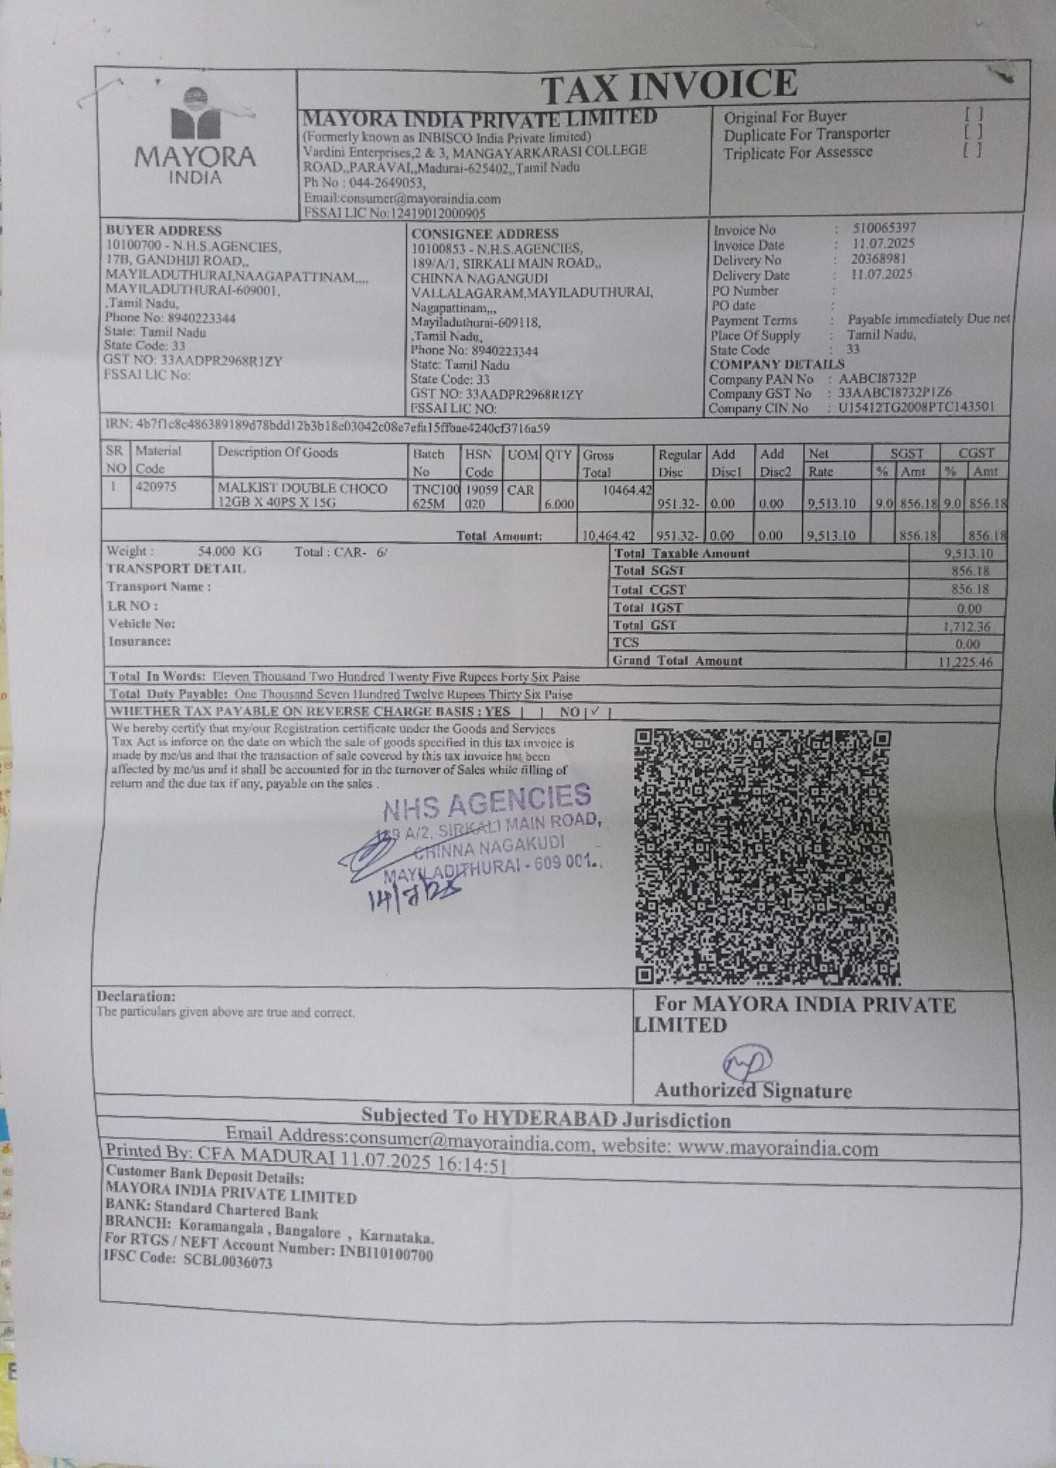 TAX INVOICE
MAYORA
INDIA
MAYORA INDIA PRIVATE LIMITED
(Formerly known as INBISCO India Private limited)
Vardini Enterprises,2 & 3, MANGAYARKARASI COLLEGE
ROAD,,PARAVAI,,Madurai-625402,,Tamil Nadu
Ph No : 044-2649053,
Email:consumer@mayoraindia.com
FSSAI LIC No:12419012000905
Original For Buyer [ ]
Duplicate For Transporter [ ]
Triplicate For Assessce [ ]
BUYER ADDRESS
10100700 - N.H.S.AGENCIES,
17B, GANDHIJI ROAD,,
MAYILADUTHURAI,NAAGAPATTINAM,,,,
MAYILADUTHURAI-609001,
,Tamil Nadu,
Phone No: 8940223344
State: Tamil Nadu
State Code: 33
GST NO: 33AADPR2968R1ZY
FSSAI LIC No:
CONSIGNEE ADDRESS
10100853 - N.H.S.AGENCIES,
189/A/1, SIRKALI MAIN ROAD,,
CHINNA NAGANGUDI
VALLALAGARAM,MAYILADUTHURAI,
Nagapattinam,,,
Mayiladuthurai-609118,
,Tamil Nadu,
Phone No: 8940223344
State: Tamil Nadu
State Code: 33
GST NO: 33AADPR2968R1ZY
FSSAI LIC NO:
Invoice No : 510065397
Invoice Date : 11.07.2025
Delivery No : 20368981
Delivery Date : 11.07.2025
PO Number :
PO date :
Payment Terms : Payable immediately Due net
Place Of Supply : Tamil Nadu,
State Code : 33
COMPANY DETAILS
Company PAN No : AABCI8732P
Company GST No : 33AABCI8732P1Z6
Company CIN No : U15412TG2008PTC143501
IRN:
SR NO Material Code Description Of Goods Batch No HSN Code UOM QTY Gross Total Regular Disc Add Disc1 Add Disc2 Net Rate SGST % Amt CGST % Amt
1 420975 MALKIST DOUBLE CHOCO 12GB X 40PS X 15G TNC100 625M 19059 020 CAR 6.000 10464.42 951.32- 0.00 0.00 9,513.10 9.0 856.18 9.0 856.18
Total Amount: 10,464.42 951.32- 0.00 0.00 9,513.10 856.18 856.18
Weight : 54.000 KG Total : CAR- 6/
TRANSPORT DETAIL
Transport Name :
LR NO :
Vehicle No:
Insurance:
Total Taxable Amount 9,513.10
Total SGST 856.18
Total CGST 856.18
Total IGST 0.00
Total GST 1,712.36
TCS 0.00
Grand Total Amount 11,225.46
Total In Words: Eleven Thousand Two Hundred Twenty Five Rupees Forty Six Paise
Total Duty Payable: One Thousand Seven Hundred Twelve Rupees Thirty Six Paise
WHETHER TAX PAYABLE ON REVERSE CHARGE BASIS : YES [ ] NO [✓]
We hereby certify that my/our Registration certificate under the Goods and Services
Tax Act is inforce on the date on which the sale of goods specified in this tax invoice is
made by me/us and that the transaction of sale covered by this tax invoice has been
affected by me/us and it shall be accounted for in the turnover of Sales while filling of
return and the due tax if any, payable on the sales .
NHS AGENCIES
189 A/2, SIRKALI MAIN ROAD,
CHINNA NAGAKUDI
MAYILADITHURAI - 609 001.
14/7/25
Declaration:
The particulars given above are true and correct.
For MAYORA INDIA PRIVATE
LIMITED
Authorized Signature
Subjected To HYDERABAD Jurisdiction
Email Address:consumer@mayoraindia.com, website: www.mayoraindia.com
Printed By: CFA MADURAI 11.07.2025 16:14:51
Customer Bank Deposit Details:
MAYORA INDIA PRIVATE LIMITED
BANK: Standard Chartered Bank
BRANCH: Koramangala , Bangalore , Karnataka.
For RTGS / NEFT Account Number: INBI10100700
IFSC Code: SCBL0036073